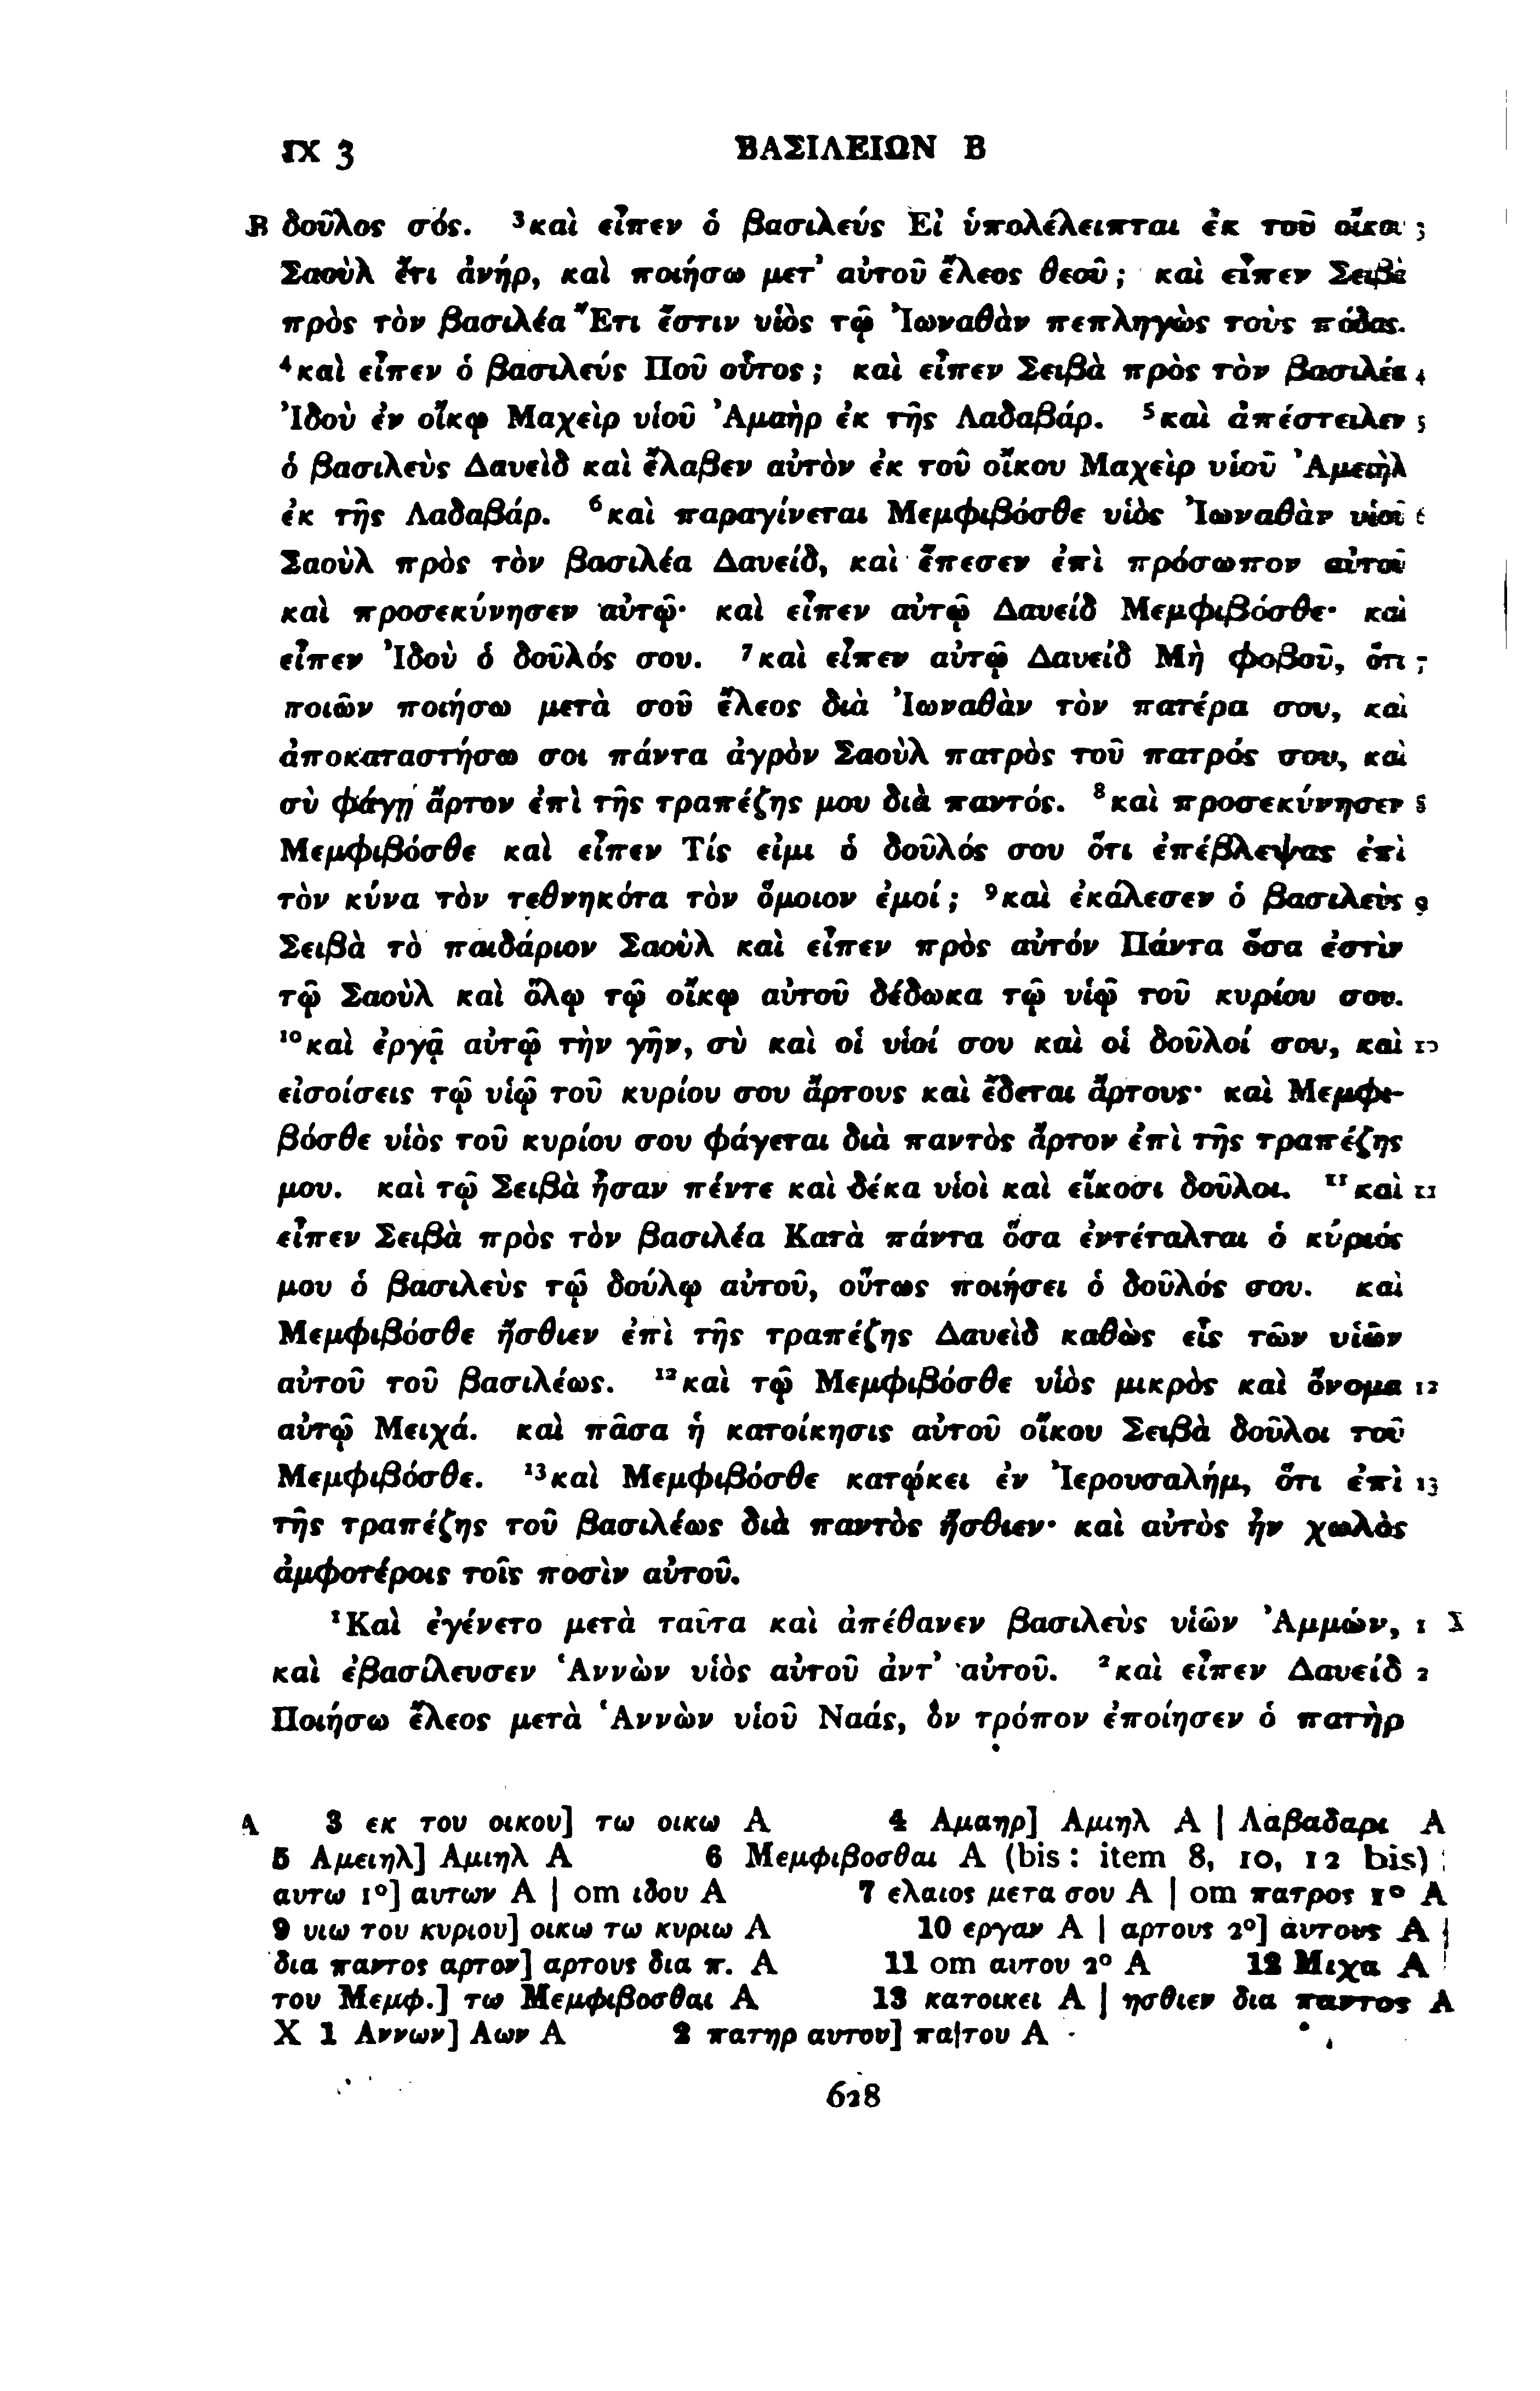 IX 3 ΒΑΣΙΛΕΙΩΝ Β
B δοῦλος σός. ³καὶ εἶπεν ὁ βασιλεύς Εἰ ὑπολέλειπται ἐκ τοῦ οἴκου 3
Σαοὺλ ἔτι ἀνήρ, καὶ ποιήσω μετ’ αὐτοῦ ἔλεος θεοῦ; καὶ εἶπεν Σειβὰ
πρὸς τὸν βασιλέα Ἔτι ἔστιν υἱὸς τῷ Ἰωναθὰν πεπληγὼς τοὺς πόδας.
⁴καὶ εἶπεν ὁ βασιλεύς Ποῦ οὗτος; καὶ εἶπεν Σειβὰ πρὸς τὸν βασιλέα 4
Ἰδοὺ ἐν οἴκῳ Μαχεὶρ υἱοῦ Ἀμαὴρ ἐκ τῆς Λαδαβάρ. ⁵καὶ ἀπέστειλεν 5
ὁ βασιλεὺς Δαυεὶδ καὶ ἔλαβεν αὐτὸν ἐκ τοῦ οἴκου Μαχεὶρ υἱοῦ Ἀμειὴλ
ἐκ τῆς Λαδαβάρ. ⁶καὶ παραγίνεται Μεμφιβόσθε υἱὸς Ἰωναθὰν υἱοῦ 6
Σαοὺλ πρὸς τὸν βασιλέα Δαυείδ, καὶ ἔπεσεν ἐπὶ πρόσωπον αὐτοῦ
καὶ προσεκύνησεν αὐτῷ· καὶ εἶπεν αὐτῷ Δαυείδ Μεμφιβόσθε· καὶ
εἶπεν Ἰδοὺ ὁ δοῦλός σου. ⁷καὶ εἶπεν αὐτῷ Δαυείδ Μὴ φοβοῦ, ὅτι 7
ποιῶν ποιήσω μετὰ σοῦ ἔλεος διὰ Ἰωναθὰν τὸν πατέρα σου, καὶ
ἀποκαταστήσω σοι πάντα ἀγρὸν Σαοὺλ πατρὸς τοῦ πατρός σου, καὶ
σὺ φάγῃ ἄρτον ἐπὶ τῆς τραπέζης μου διὰ παντός. ⁸καὶ προσεκύνησεν 8
Μεμφιβόσθε καὶ εἶπεν Τίς εἰμι ὁ δοῦλός σου ὅτι ἐπέβλεψας ἐπὶ
τὸν κύνα τὸν τεθνηκότα τὸν ὅμοιον ἐμοί; ⁹καὶ ἐκάλεσεν ὁ βασιλεὺς 9
Σειβὰ τὸ παιδάριον Σαοὺλ καὶ εἶπεν πρὸς αὐτόν Πάντα ὅσα ἐστὶν
τῷ Σαοὺλ καὶ ὅλῳ τῷ οἴκῳ αὐτοῦ δέδωκα τῷ υἱῷ τοῦ κυρίου σου.
¹⁰καὶ ἐργᾷ αὐτῷ τὴν γῆν, σὺ καὶ οἱ υἱοί σου καὶ οἱ δοῦλοί σου, καὶ 10
εἰσοίσεις τῷ υἱῷ τοῦ κυρίου σου ἄρτους καὶ ἔδεται ἄρτους· καὶ Μεμφι-
βόσθε υἱὸς τοῦ κυρίου σου φάγεται διὰ παντὸς ἄρτον ἐπὶ τῆς τραπέζης
μου. καὶ τῷ Σειβὰ ἦσαν πέντε καὶ δέκα υἱοὶ καὶ εἴκοσι δοῦλοι. ¹¹καὶ 11
εἶπεν Σειβὰ πρὸς τὸν βασιλέα Κατὰ πάντα ὅσα ἐντέταλται ὁ κύριός
μου ὁ βασιλεὺς τῷ δούλῳ αὐτοῦ, οὕτως ποιήσει ὁ δοῦλός σου. καὶ
Μεμφιβόσθε ἤσθιεν ἐπὶ τῆς τραπέζης Δαυεὶδ καθὼς εἷς τῶν υἱῶν
αὐτοῦ τοῦ βασιλέως. ¹²καὶ τῷ Μεμφιβόσθε υἱὸς μικρὸς καὶ ὄνομα 12
αὐτῷ Μειχά. καὶ πᾶσα ἡ κατοίκησις αὐτοῦ οἴκου Σειβὰ δοῦλοι τοῦ
Μεμφιβόσθε. ¹³καὶ Μεμφιβόσθε κατῴκει ἐν Ἰερουσαλήμ, ὅτι ἐπὶ 13
τῆς τραπέζης τοῦ βασιλέως διὰ παντὸς ἤσθιεν· καὶ αὐτὸς ἦν χωλὸς
ἀμφοτέροις τοῖς ποσὶν αὐτοῦ.
¹Καὶ ἐγένετο μετὰ ταῦτα καὶ ἀπέθανεν βασιλεὺς υἱῶν Ἀμμών, 1 X
καὶ ἐβασίλευσεν Ἁννὼν υἱὸς αὐτοῦ ἀντ’ αὐτοῦ. ²καὶ εἶπεν Δαυείδ 2
Ποιήσω ἔλεος μετὰ Ἁννὼν υἱοῦ Ναάς, ὃν τρόπον ἐποίησεν ὁ πατὴρ
A 3 εκ του οικου] τω οικω A 4 Αμαηρ] Αμιηλ A | Λαβαδαρι A
5 Αμειηλ] Αμιηλ A 6 Μεμφιβοσθαι A (bis: item 8, 10, 12 bis)
αυτω 1°] αυτων A | om ιδου A 7 ελαιος μετα σου A | om πατρος 1° A
9 υιω του κυριου] οικω τω κυριω A 10 εργαν A | αρτους 2°] αυτους A |
δια παντος αρτον] αρτους δια π. A 11 om αυτου 2° A 12 Μιχα A
του Μεμφ.] τω Μεμφιβοσθαι A 13 κατοικει A | ησθιεν δια παντος A
X 1 Αννων] Αων A 2 πατηρ αυτου] πα|του A
628